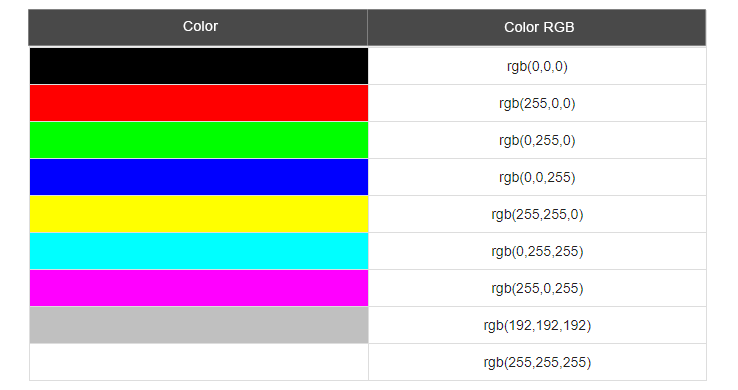 Color Color RGB
rgb(0,0,0)
rgb(255,0,0)
rgb(0,255,0)
rgb(0,0,255)
rgb(255,255,0)
rgb(0,255,255)
rgb(255,0,255)
rgb(192,192,192)
rgb(255,255,255)